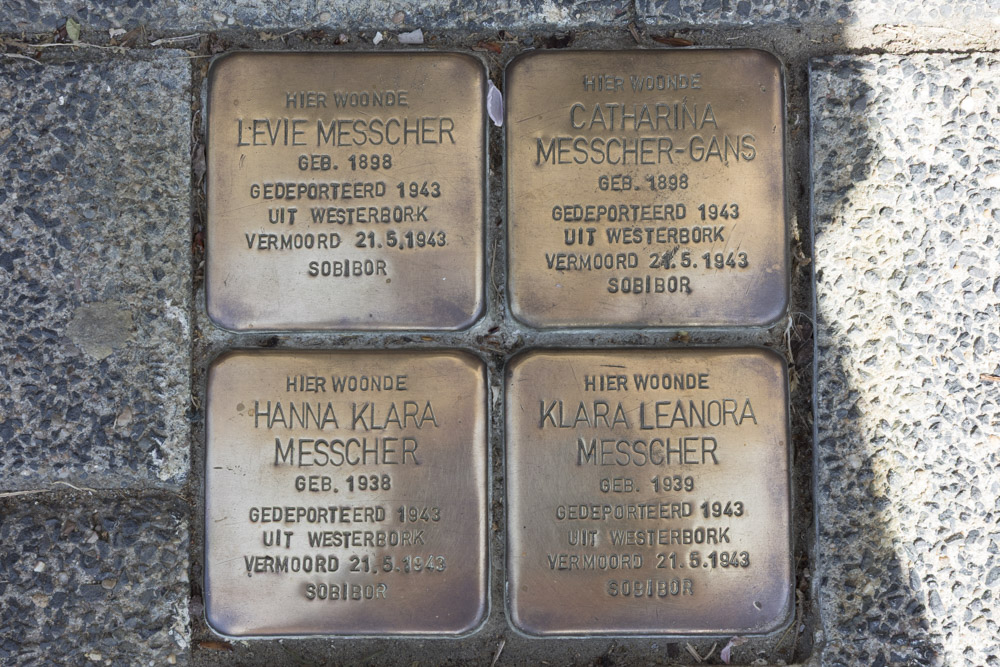 HIER WOONDE
LEVIE MESSCHER
GEB. 1898
GEDEPORTEERD 1943
UIT WESTERBORK
VERMOORD 21.5.1943
SOBIBOR
HIER WOONDE
CATHARINA
MESSCHER-GANS
GEB. 1898
GEDEPORTEERD 1943
UIT WESTERBORK
VERMOORD 21.5.1943
SOBIBOR
HIER WOONDE
HANNA KLARA
MESSCHER
GEB. 1938
GEDEPORTEERD 1943
UIT WESTERBORK
VERMOORD 21.5.1943
SOBIBOR
HIER WOONDE
KLARA LEANORA
MESSCHER
GEB. 1939
GEDEPORTEERD 1943
UIT WESTERBORK
VERMOORD 21.5.1943
SOBIBOR